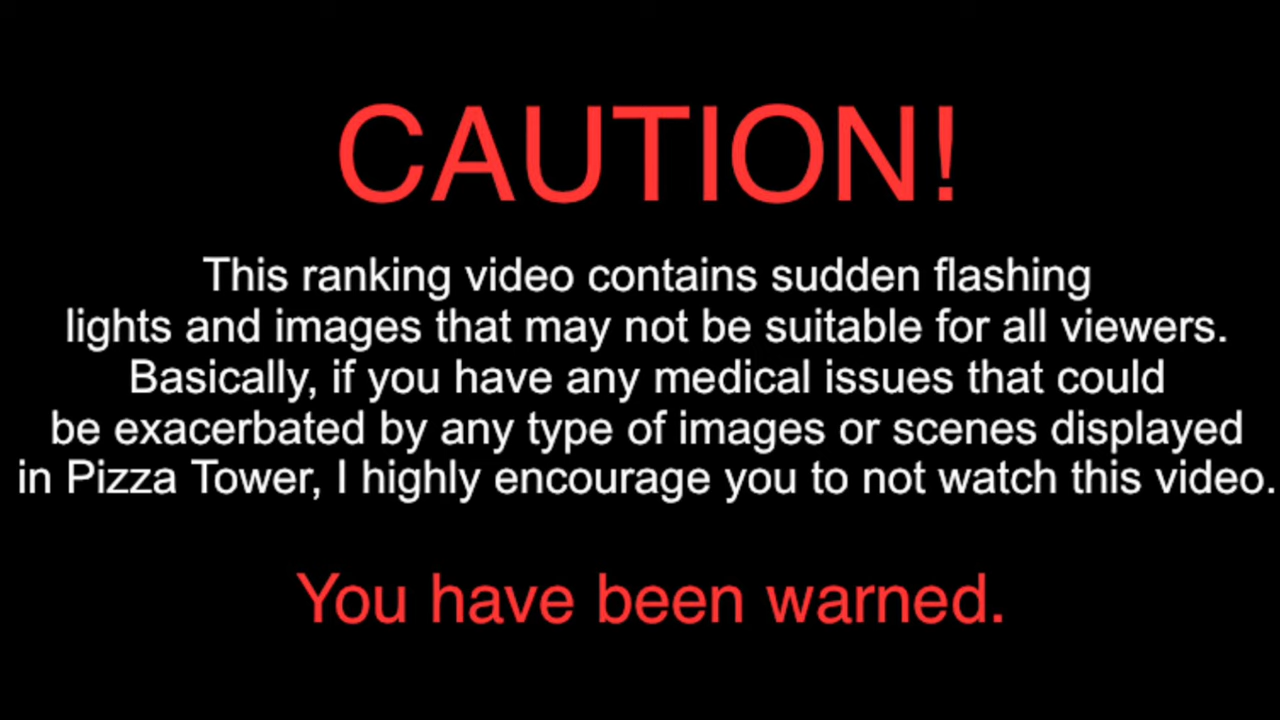 CAUTION!
This ranking video contains sudden flashing
lights and images that may not be suitable for all viewers.
Basically, if you have any medical issues that could
be exacerbated by any type of images or scenes displayed
in Pizza Tower, I highly encourage you to not watch this video.
You have been warned.